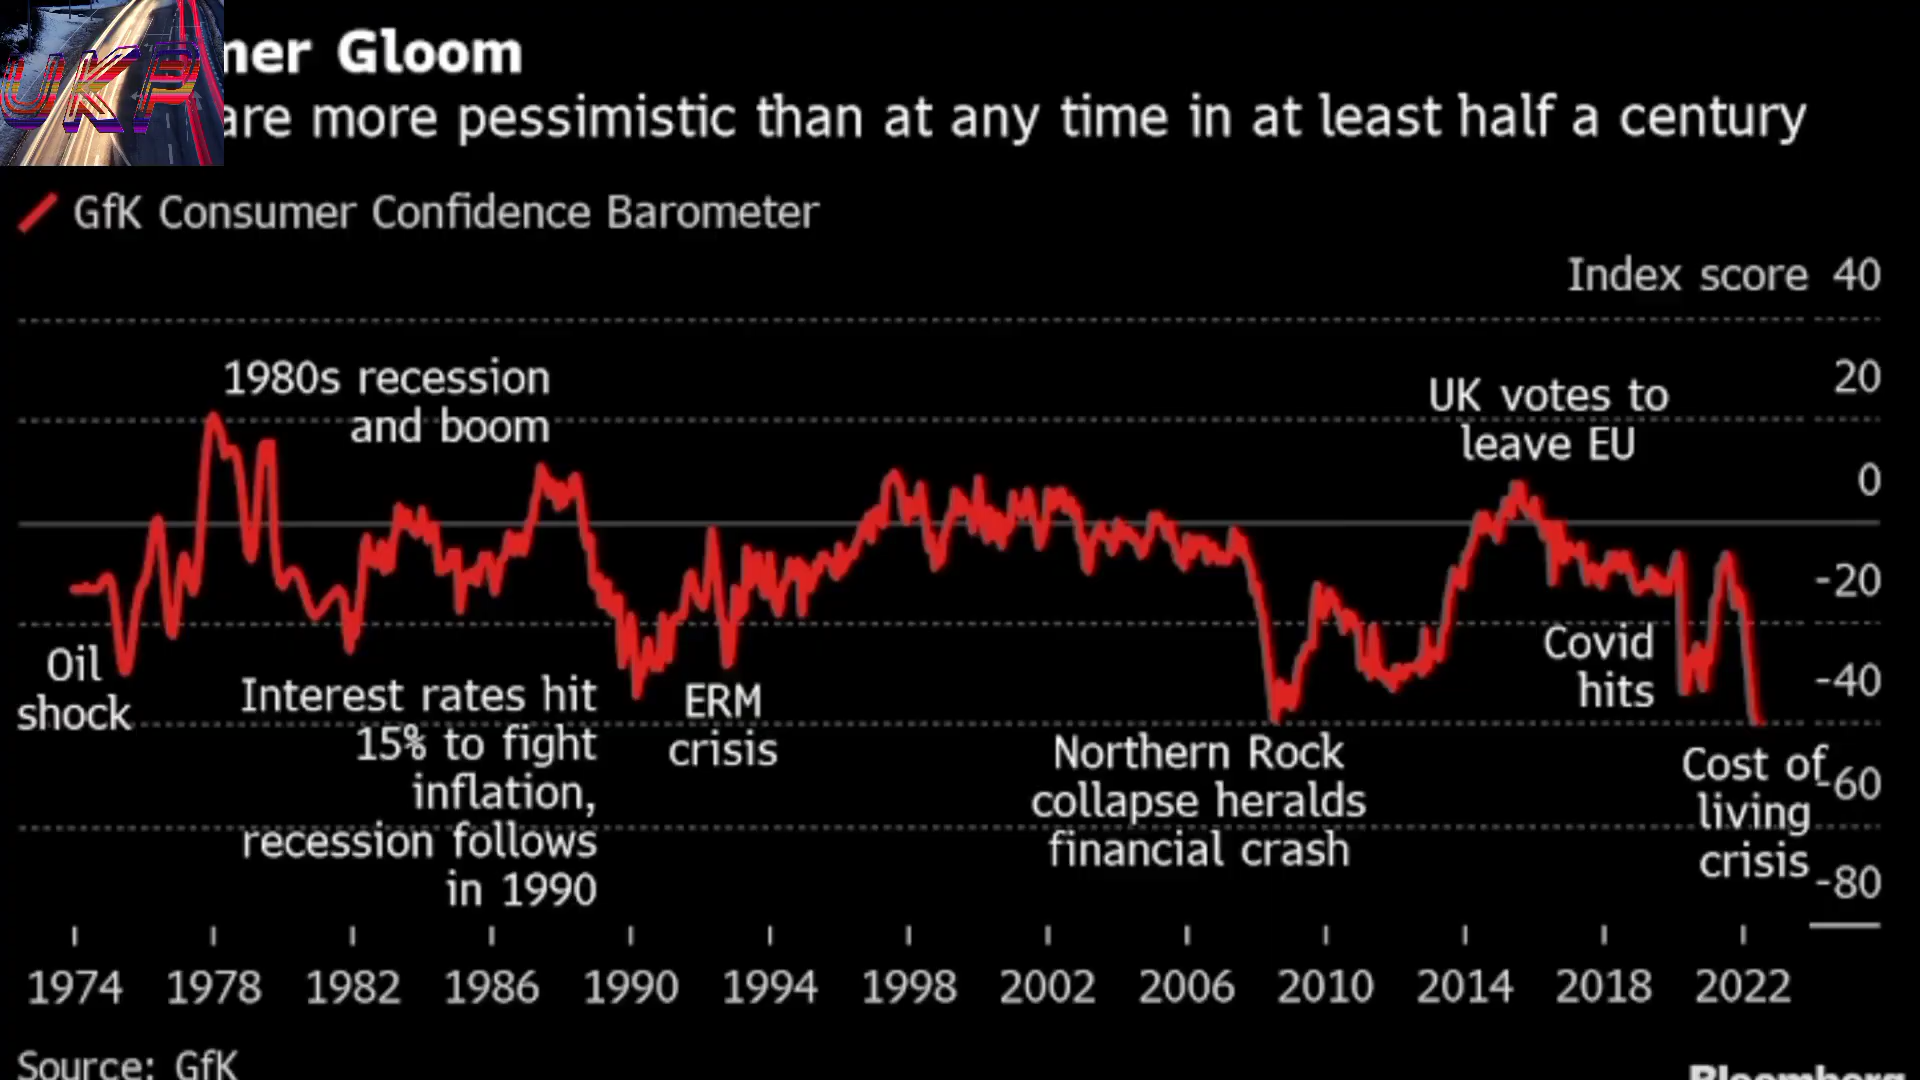 UKP
mer Gloom
are more pessimistic than at any time in at least half a century
GfK Consumer Confidence Barometer
Index score 40
1980s recession
and boom
20
UK votes to
leave EU
0
-20
Oil
shock
Interest rates hit
15% to fight
inflation,
recession follows
in 1990
ERM
crisis
Northern Rock
collapse heralds
financial crash
Covid
hits
-40
Cost of
living
crisis
-60
-80
1974 1978 1982 1986 1990 1994 1998 2002 2006 2010 2014 2018 2022
Source: GfK
Bloomberg